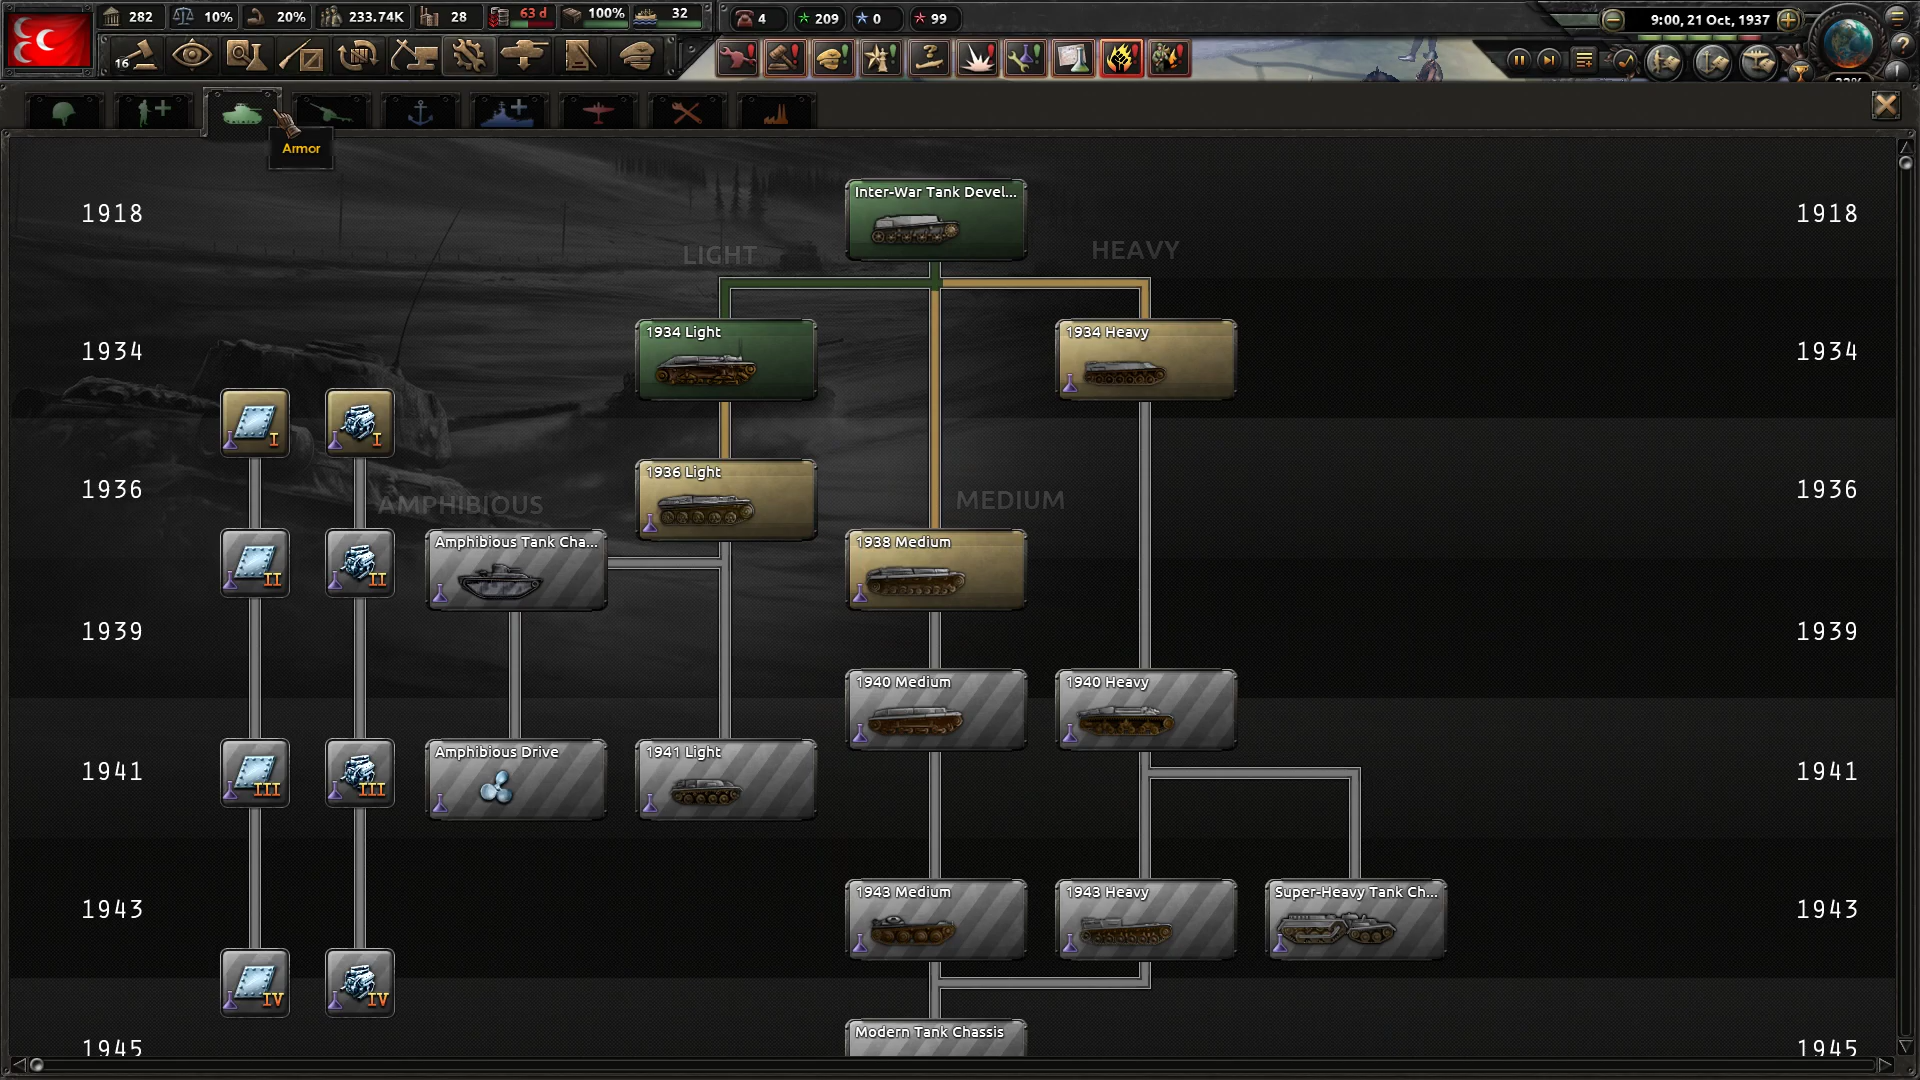 282
10%
20%
233.74K
28
63 d
100%
32
4
209
0
99
9:00, 21 Oct, 1937
16
Armor
1918
Inter-War Tank Devel...
1918
LIGHT
HEAVY
1934
1934 Light
1934 Heavy
1934
I
I
1936
1936 Light
1936
AMPHIBIOUS
MEDIUM
Amphibious Tank Cha...
1938 Medium
II
II
1939
1939
1940 Medium
1940 Heavy
1941
Amphibious Drive
1941 Light
1941
III
III
1943
1943 Medium
1943 Heavy
Super-Heavy Tank Ch...
1943
IV
IV
Modern Tank Chassis
1945
1945